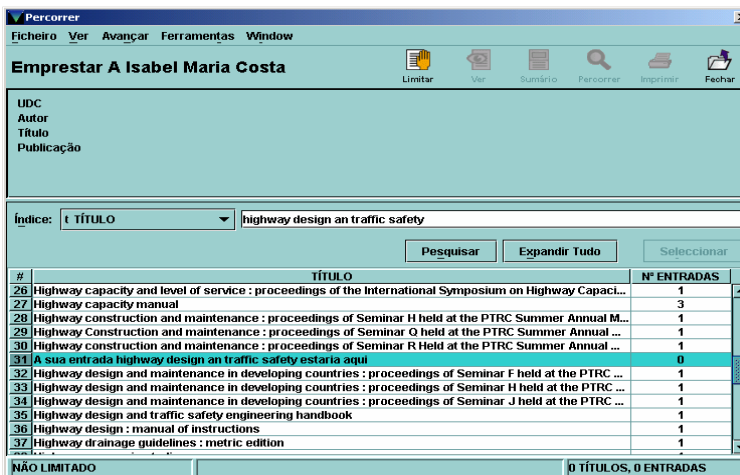 Percorrer
Ficheiro Ver Avançar Ferramentas Window
Emprestar A Isabel Maria Costa
Limitar Ver Sumário Percorrer Imprimir Fechar
UDC
Autor
Título
Publicação
Índice: t TÍTULO highway design an traffic safety
Pesquisar Expandir Tudo Seleccionar
# TÍTULO Nº ENTRADAS
26 Highway capacity and level of service : proceedings of the International Symposium on Highway Capaci... 1
27 Highway capacity manual 3
28 Highway construction and maintenance : proceedings of Seminar H held at the PTRC Summer Annual M... 1
29 Highway Construction and maintenance : proceedings of Seminar Q held at the PTRC Summer Annual ... 1
30 Highway construction and maintenance : proceedings of Seminar R Held at the PTRC Summer Annual ... 1
31 A sua entrada highway design an traffic safety estaria aqui 0
32 Highway design and maintenance in developing countries : proceedings of Seminar F held at the PTRC ... 1
33 Highway design and maintenance in developing countries : proceedings of Seminar H held at the PTRC ... 1
34 Highway design and maintenance in developing countries : proceedings of Seminar J held at the PTRC ... 1
35 Highway design and traffic safety engineering handbook 1
36 Highway design : manual of instructions 1
37 Highway drainage guidelines : metric edition 1
NÃO LIMITADO 0 TÍTULOS, 0 ENTRADAS